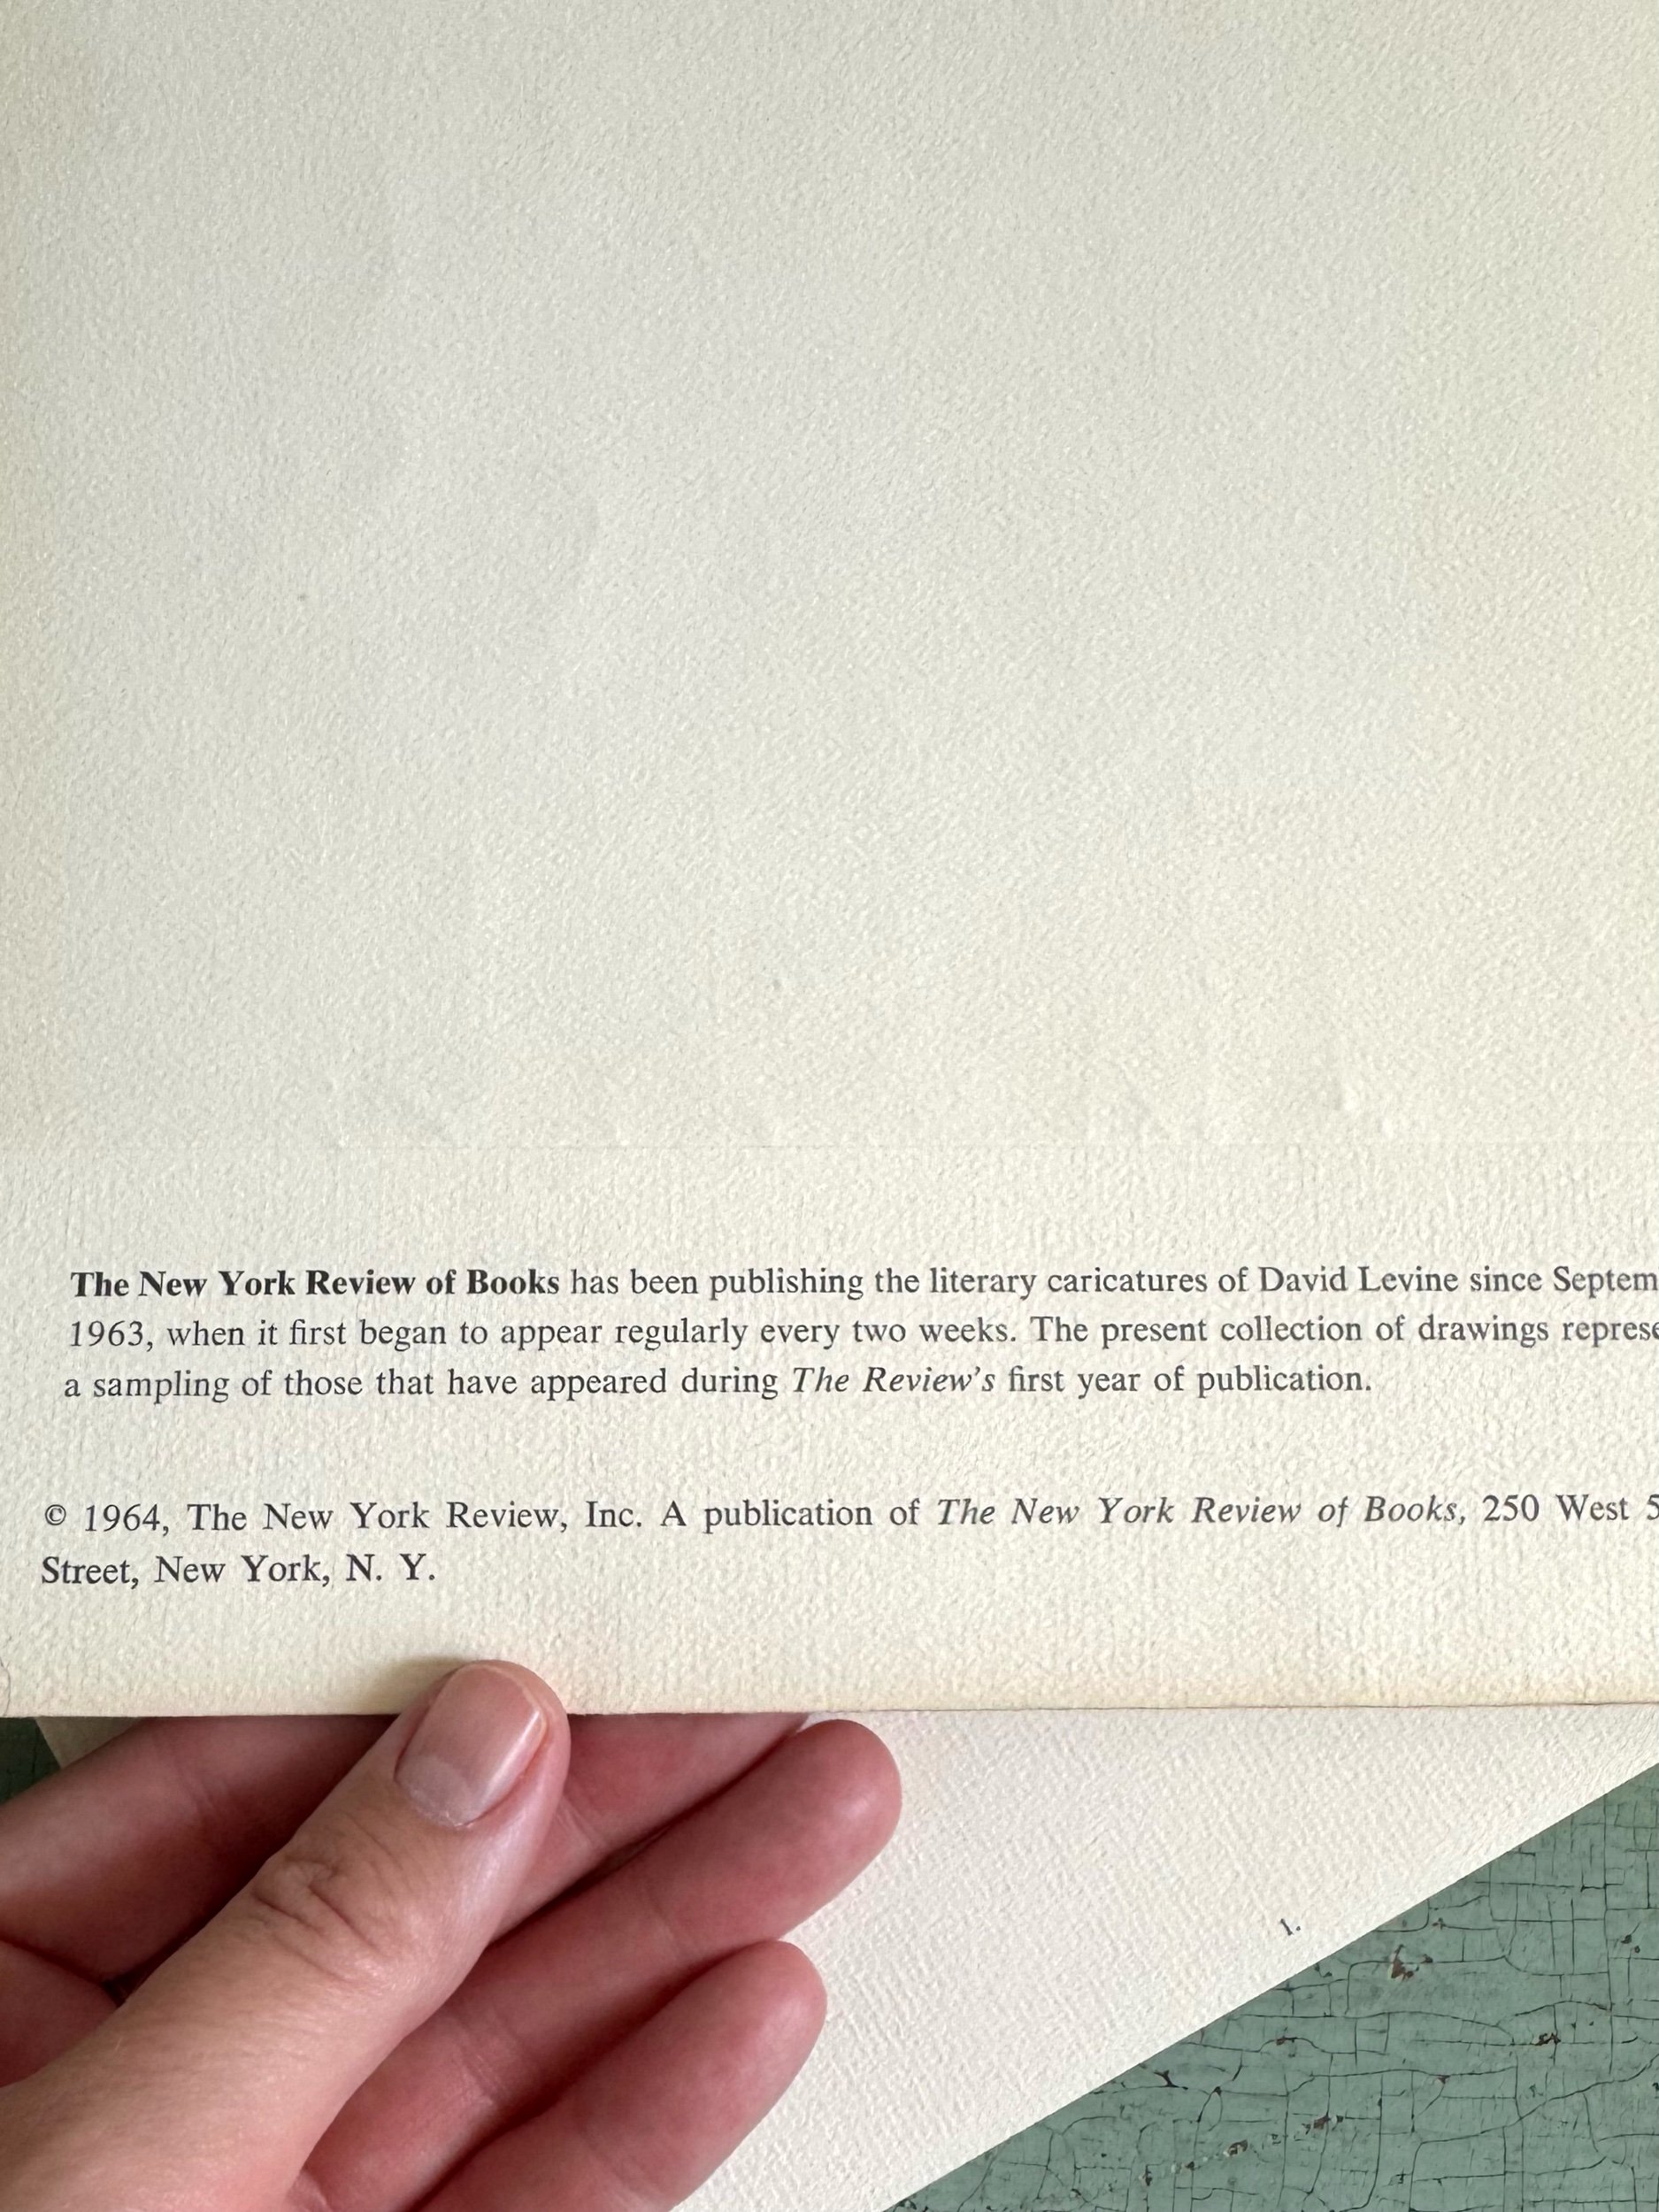 The New York Review of Books has been publishing the literary caricatures of David Levine since Septem
1963, when it first began to appear regularly every two weeks. The present collection of drawings represe
a sampling of those that have appeared during The Review's first year of publication.
© 1964, The New York Review, Inc. A publication of The New York Review of Books, 250 West 5
Street, New York, N. Y.
1.